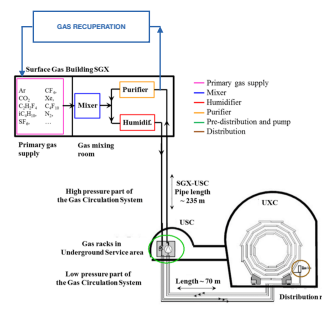 GAS RECUPERATION
Surface Gas Building SGX
Ar CF₄,
CO₂ Xe,
C₂H₂F₄ C₄F₁₀
iC₄H₁₀, N₂,
SF₆, ...
Mixer
Purifier
Humidif.
Primary gas supply
Gas mixing room
Primary gas supply
Mixer
Humidifier
Purifier
Pre-distribution and pump
Distribution
High pressure part of
the Gas Circulation System
SGX-USC
Pipe length
~ 235 m
UXC
USC
Gas racks in
Underground Service area
Low pressure part of
the Gas Circulation System
Length ~ 70 m
Distribution r